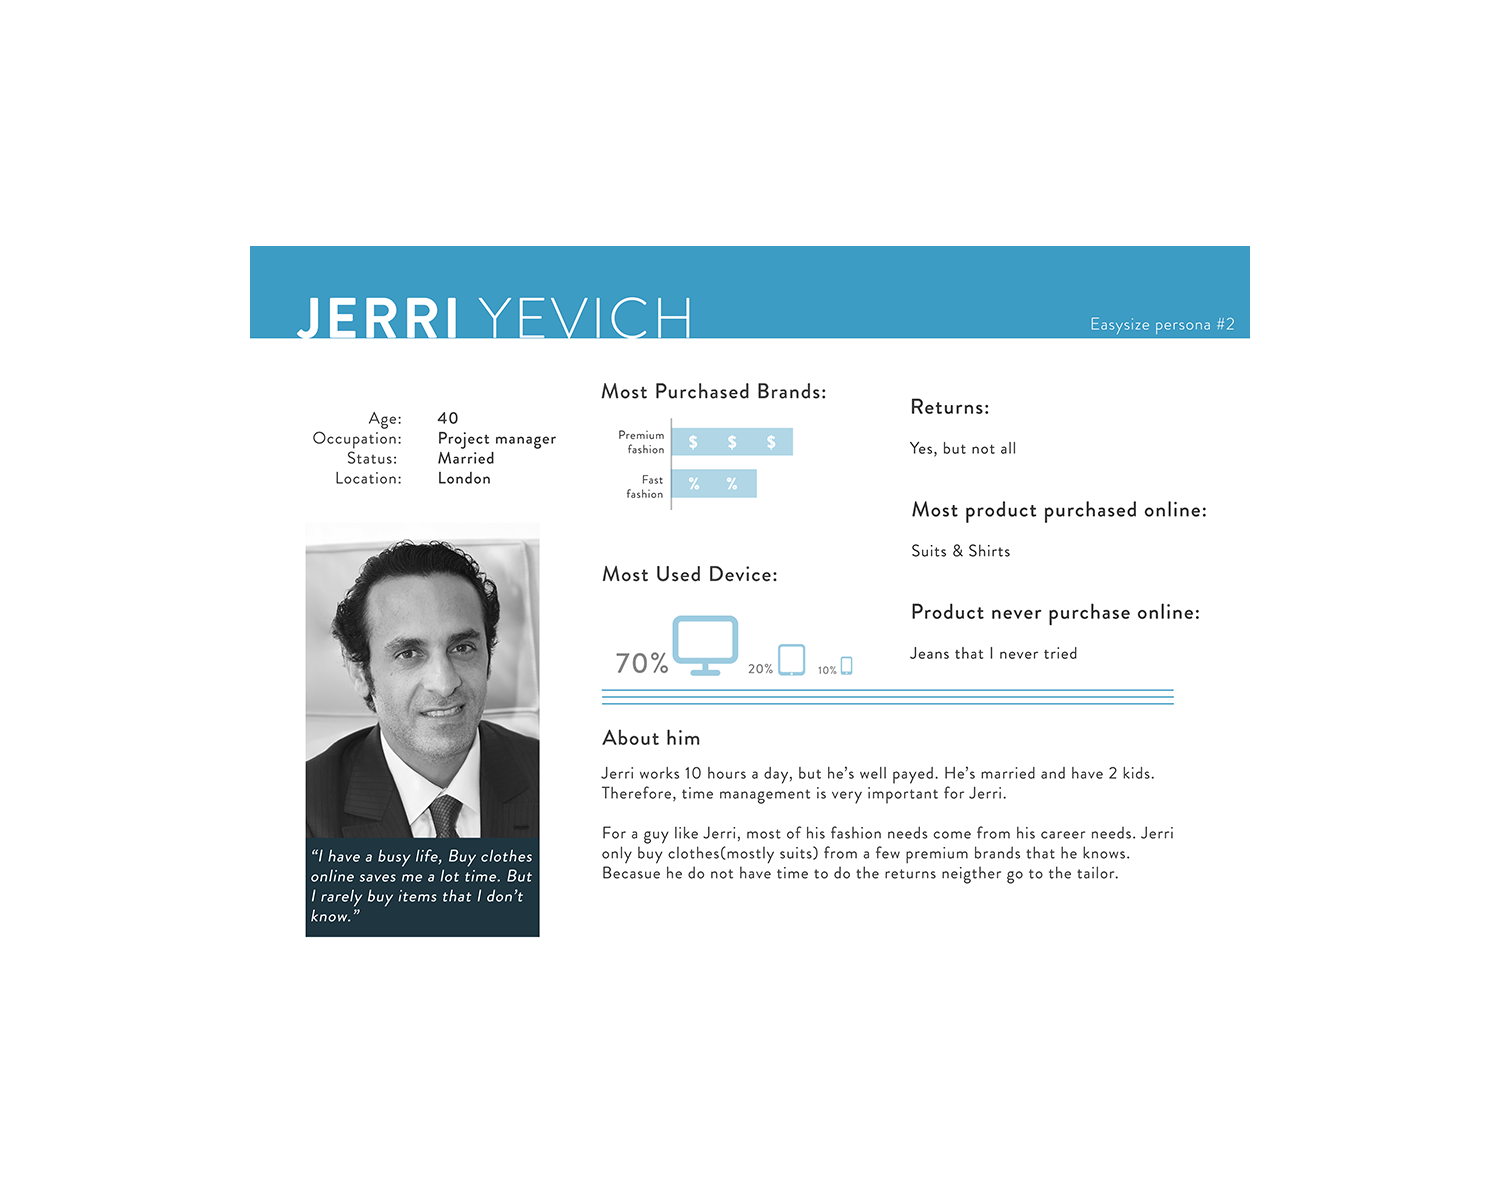 JERRI YEVICH
Easysize persona #2
Age: 40
Occupation: Project manager
Status: Married
Location: London
“I have a busy life, Buy clothes
online saves me a lot time. But
I rarely buy items that I don’t
know.”
Most Purchased Brands:
Premium
fashion
$ $ $
Fast
fashion
% %
Most Used Device:
70%
20%
10%
Returns:
Yes, but not all
Most product purchased online:
Suits & Shirts
Product never purchase online:
Jeans that I never tried
About him
Jerri works 10 hours a day, but he’s well payed. He’s married and have 2 kids.
Therefore, time management is very important for Jerri.
For a guy like Jerri, most of his fashion needs come from his career needs. Jerri
only buy clothes(mostly suits) from a few premium brands that he knows.
Becasue he do not have time to do the returns neigther go to the tailor.